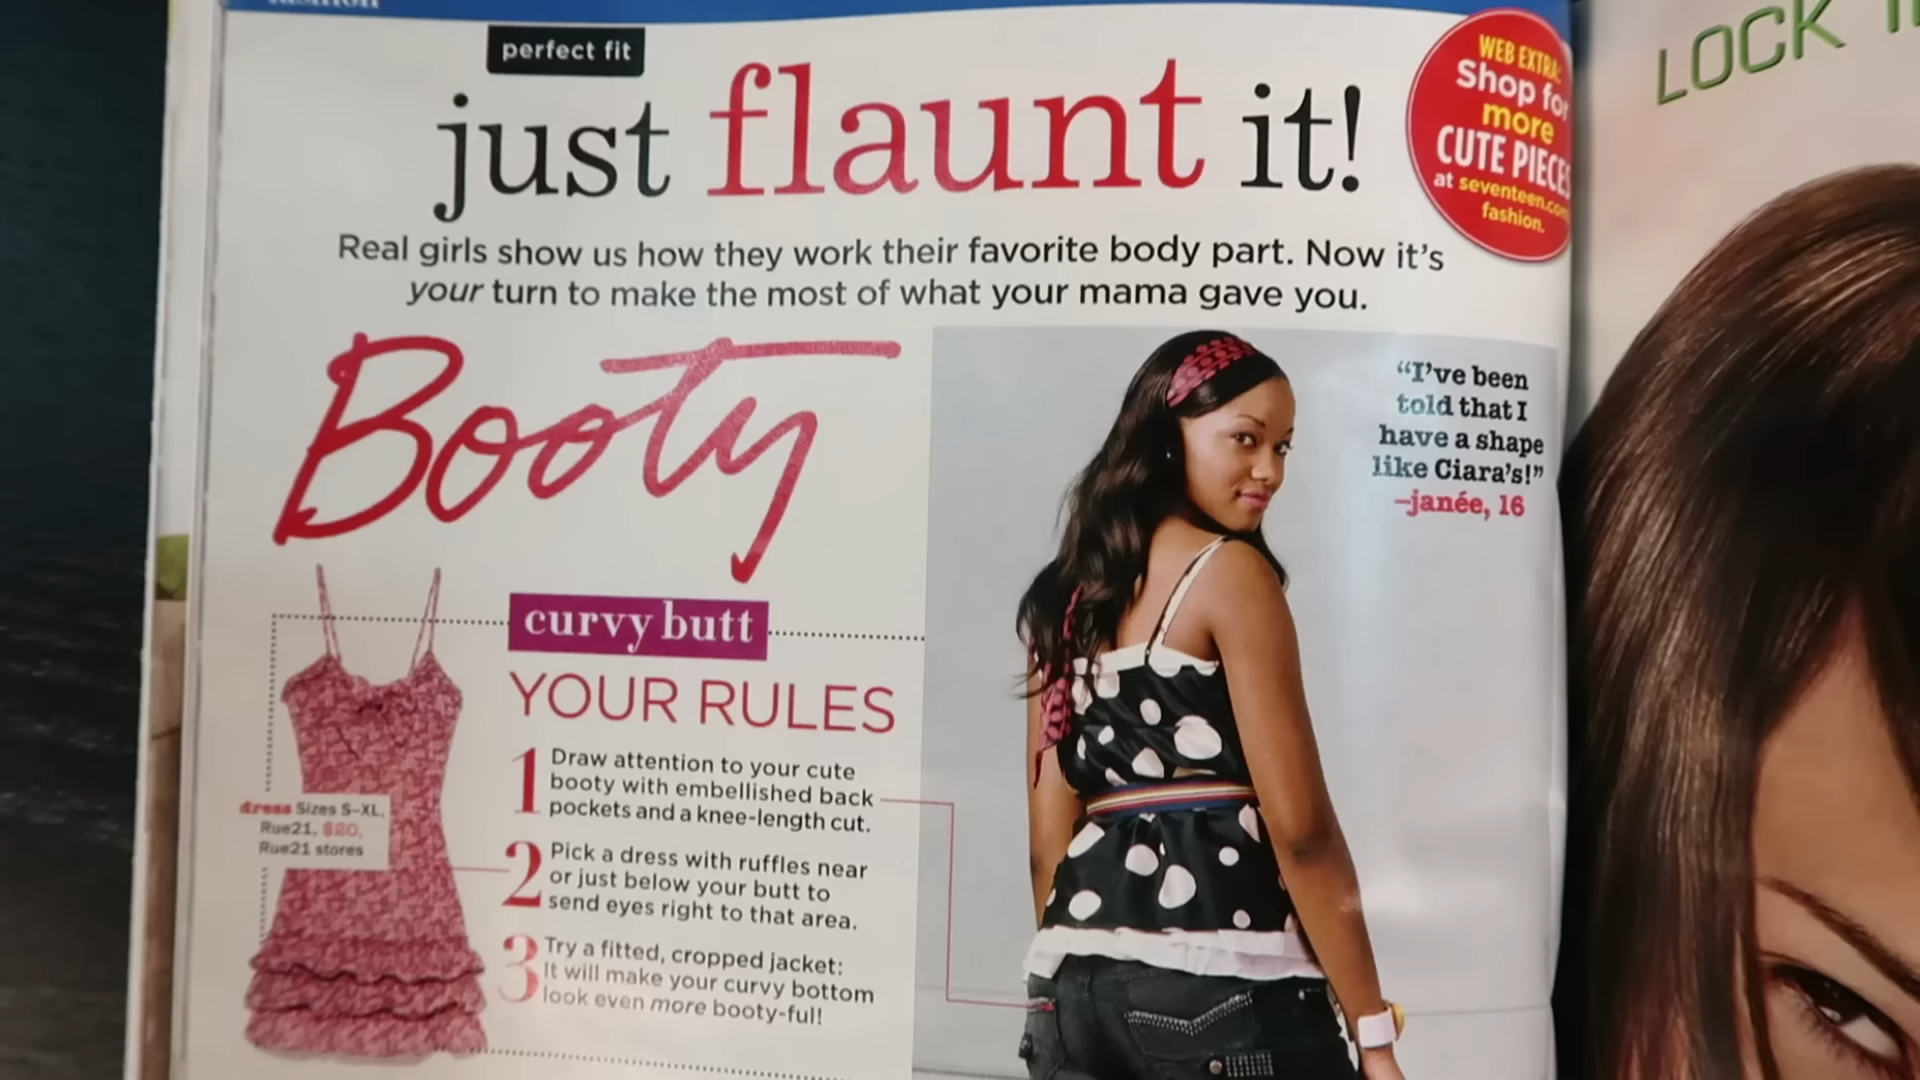 perfect fit
just flaunt it!
WEB EXTRA:
Shop for
more
CUTE PIECES
at seventeen.com
fashion.
Real girls show us how they work their favorite body part. Now it's
your turn to make the most of what your mama gave you.
Booty
"I've been
told that I
have a shape
like Ciara's!"
–janée, 16
curvy butt
YOUR RULES
1 Draw attention to your cute
booty with embellished back
pockets and a knee-length cut.
dress Sizes S–XL,
Rue21, $20,
Rue21 stores
2 Pick a dress with ruffles near
or just below your butt to
send eyes right to that area.
3 Try a fitted, cropped jacket:
It will make your curvy bottom
look even more booty-ful!
LOCK